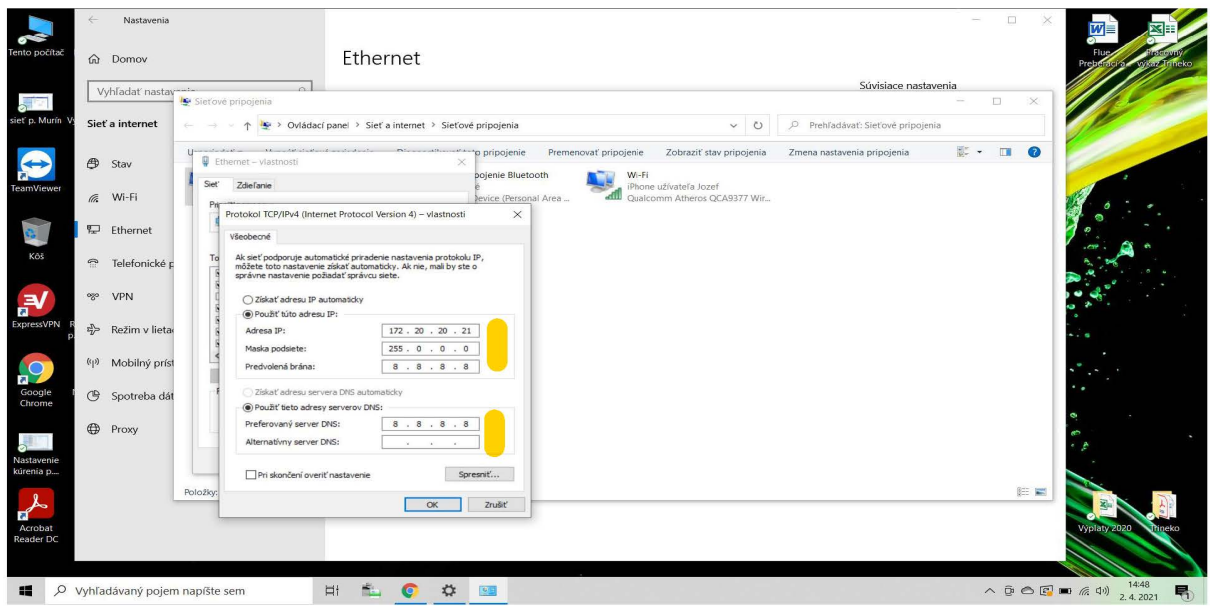 Tento počítač
sieť p. Murín
TeamViewer
Kôš
ExpressVPN
Google
Chrome
Nastavenie
kúrenia p....
Acrobat
Reader DC
Nastavenia
Domov
Vyhľadať nastav
Sieť a internet
Stav
Wi-Fi
Ethernet
Telefonické p
VPN
Režim v lieta
Mobilný príst
Spotreba dát
Proxy
Ethernet
Súvisiace nastavenia
Sieťové pripojenia
Ovládací panel > Sieť a internet > Sieťové pripojenia
Prehľadávať: Sieťové pripojenia
pripojenie Premenovať pripojenie Zobraziť stav pripojenia Zmena nastavenia pripojenia
ojenie Bluetooth
Device (Personal Area ...
Wi-Fi
iPhone užívateľa Jozef
Qualcomm Atheros QCA9377 Wir...
Položky:
Ethernet – vlastnosti
Sieť Zdieľanie
Protokol TCP/IPv4 (Internet Protocol Version 4) – vlastnosti
Všeobecné
Ak sieť podporuje automatické priradenie nastavenia protokolu IP,
môžete toto nastavenie získať automaticky. Ak nie, mali by ste o
správne nastavenie požiadať správcu siete.
Získať adresu IP automaticky
Použiť túto adresu IP:
Adresa IP: 172 . 20 . 20 . 21
Maska podsiete: 255 . 0 . 0 . 0
Predvolená brána: 8 . 8 . 8 . 8
Získať adresu servera DNS automaticky
Použiť tieto adresy serverov DNS:
Preferovaný server DNS: 8 . 8 . 8 . 8
Alternatívny server DNS: . . .
Pri skončení overiť nastavenie
Spresniť...
OK Zrušiť
Flue
Preberací a
Pracovný
výkaz Trineko
Výplaty 2020
Trineko
Vyhľadávaný pojem napíšte sem
14:48
2. 4. 2021